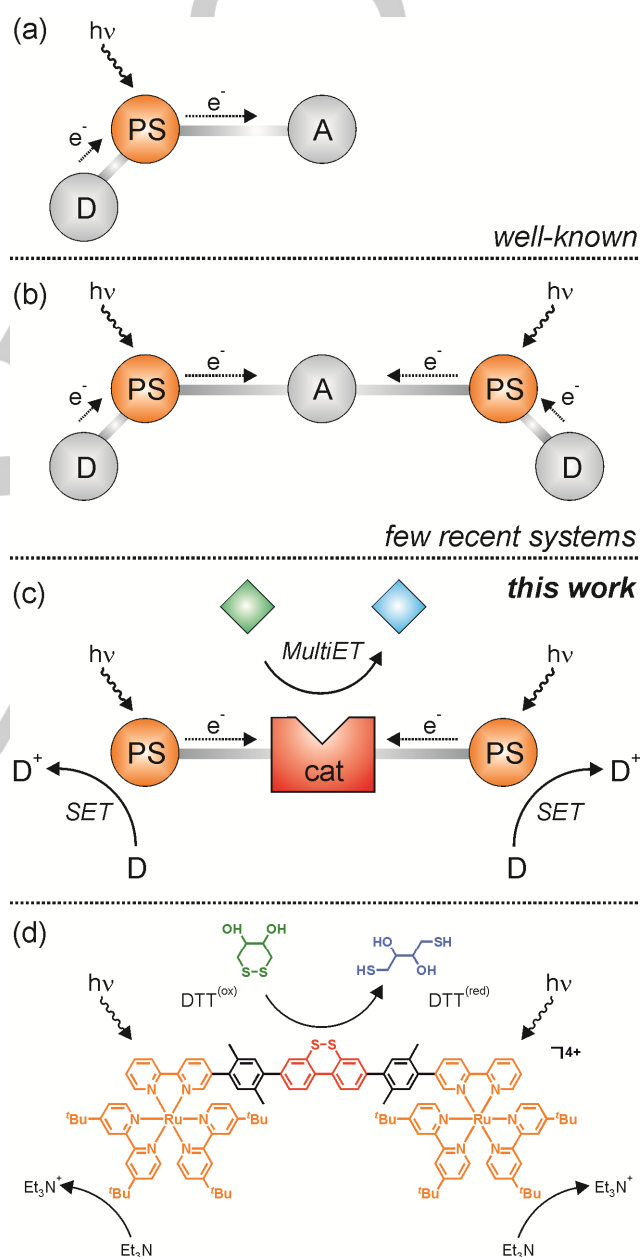 (a)
hν
e-
PS
A
e-
D
well-known
(b)
hν
hν
e-
e-
PS
A
PS
e-
e-
D
D
few recent systems
(c)
this work
MultiET
hν
hν
e-
e-
PS
cat
PS
D+
D+
SET
SET
D
D
(d)
OH
OH
S-S
DTT(ox)
HO
SH
HS
OH
DTT(red)
hν
hν
S-S
4+
N
N
N
N
tBu
N
Ru
N
tBu
tBu
N
Ru
N
tBu
N
N
N
N
tBu
tBu
tBu
tBu
Et3N+
Et3N+
Et3N
Et3N